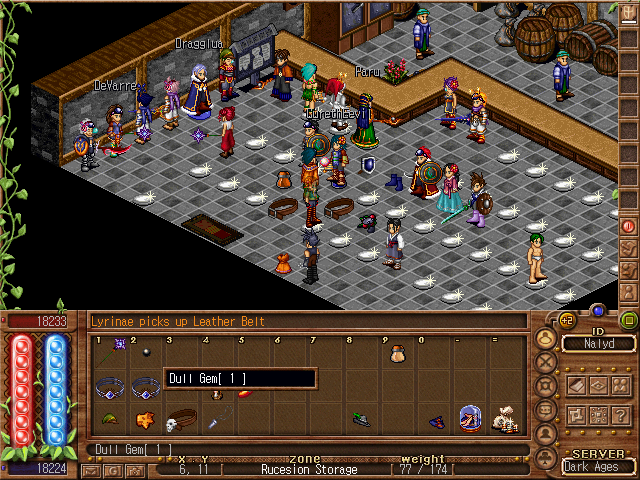 Dragglua
DeVarre
Paru
GurethEevil
18233
Lyrinae picks up Leather Belt
+2
ID
Nalyd
1 2 3 4 5 6 7 8 9 0 - =
Dull Gem[ 1 ]
Dull Gem[ 1 ]
18224
x y zone weight
6, 11 Rucesion Storage 77 / 174
SERVER
Dark Ages